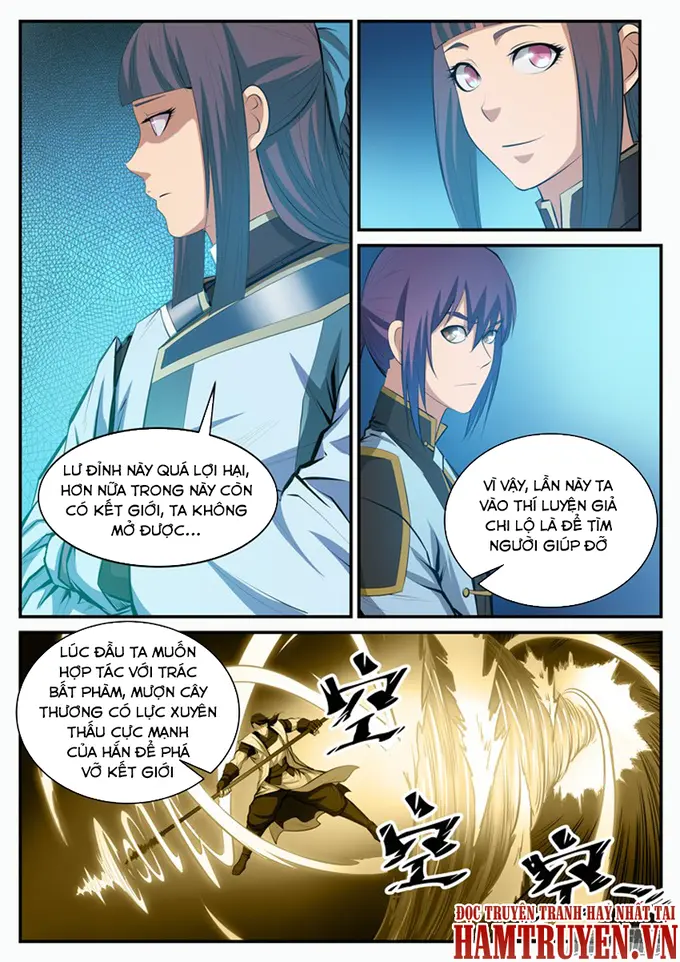 LƯ ĐỈNH NÀY QUÁ LỢI HẠI,
HƠN NỮA TRONG NÀY CÒN
CÓ KẾT GIỚI, TA KHÔNG
MỞ ĐƯỢC...
VÌ VẬY, LẦN NÀY TA
VÀO THÍ LUYỆN GIẢ
CHI LỘ LÀ ĐỂ TÌM
NGƯỜI GIÚP ĐỠ
LÚC ĐẦU TA MUỐN
HỢP TÁC VỚI TRÁC
BẤT PHÀM, MƯỢN CÂY
THƯƠNG CÓ LỰC XUYÊN
THẤU CỰC MẠNH
CỦA HẮN ĐỂ PHÁ
VỠ KẾT GIỚI
空
空
空
ĐỌC TRUYỆN TRANH HAY NHẤT TẠI
HAMTRUYEN.VN